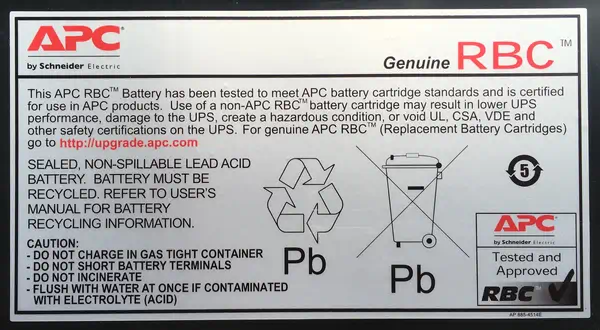 APC
by Schneider Electric
Genuine RBC™
This APC RBC™ Battery has been tested to meet APC battery cartridge standards and is certified
for use in APC products. Use of a non-APC RBC™ battery cartridge may result in lower UPS
performance, damage to the UPS, create a hazardous condition, or void UL, CSA, VDE and
other safety certifications on the UPS. For genuine APC RBC™ (Replacement Battery Cartridges)
go to http://upgrade.apc.com
SEALED, NON-SPILLABLE LEAD ACID
BATTERY. BATTERY MUST BE
RECYCLED. REFER TO USER'S
MANUAL FOR BATTERY
RECYCLING INFORMATION.
CAUTION:
- DO NOT CHARGE IN GAS TIGHT CONTAINER
- DO NOT SHORT BATTERY TERMINALS
- DO NOT INCINERATE
- FLUSH WITH WATER AT ONCE IF CONTAMINATED
WITH ELECTROLYTE (ACID)
Pb
Pb
5
APC
by Schneider Electric
Tested and
Approved
RBC™
AP 885-4514E